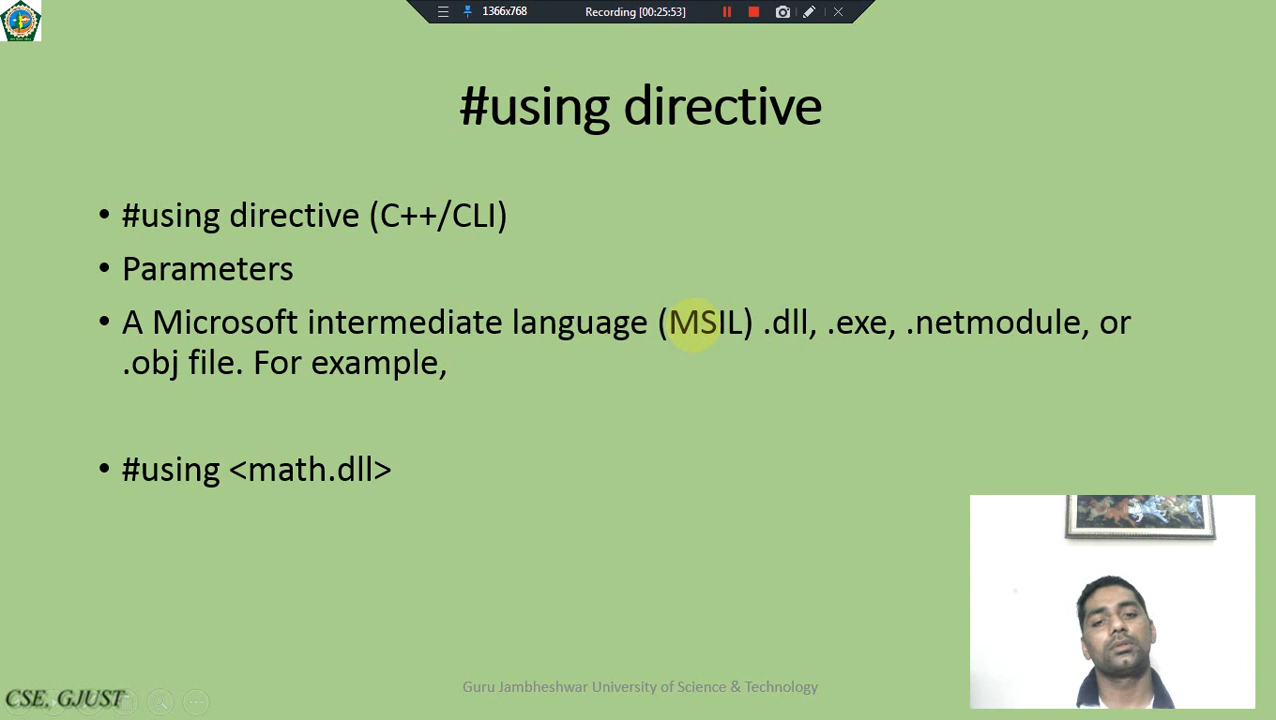 1366x768 Recording [00:25:53]
#using directive
• #using directive (C++/CLI)
• Parameters
• A Microsoft intermediate language (MSIL) .dll, .exe, .netmodule, or
.obj file. For example,
• #using <math.dll>
Guru Jambheshwar University of Science & Technology
CSE, GJUST